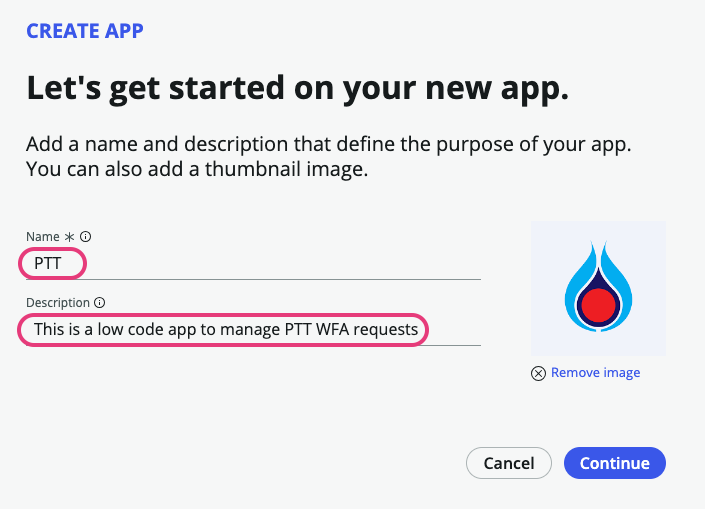 CREATE APP
Let's get started on your new app.
Add a name and description that define the purpose of your app.
You can also add a thumbnail image.
Name *
PTT
Description
This is a low code app to manage PTT WFA requests
Remove image
Cancel
Continue